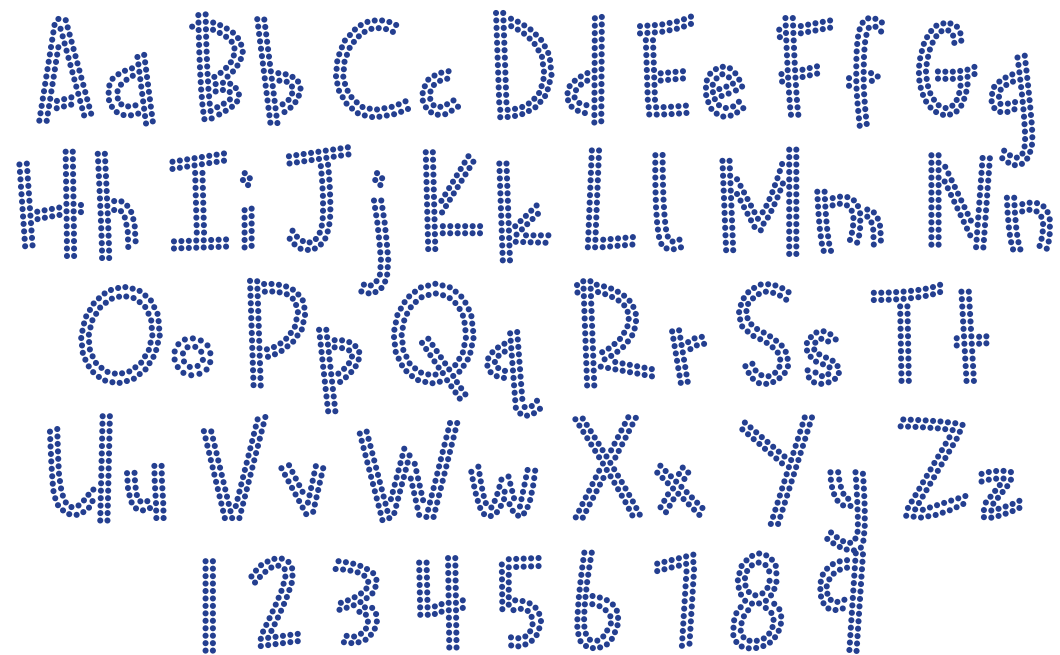 Aa Bb Cc Dd Ee Ff Gg
Hh Ii Jj Kk Ll Mm Nn
Oo Pp Qq Rr Ss Tt
Uu Vv Ww Xx Yy Zz
1 2 3 4 5 6 7 8 9